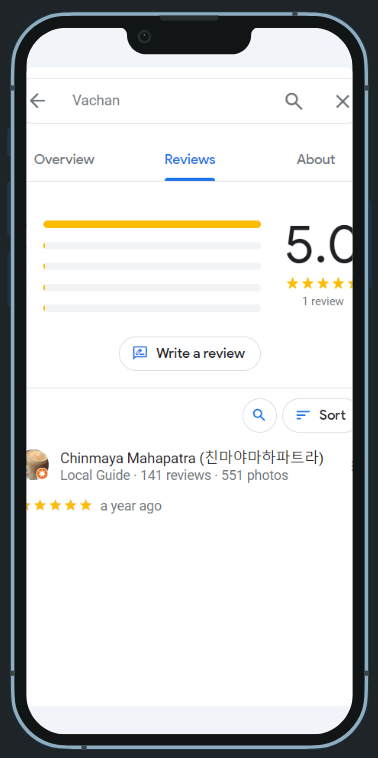 Vachan
Overview Reviews About
5.0
1 review
Write a review
Sort
Chinmaya Mahapatra (친마야마하파트라)
Local Guide · 141 reviews · 551 photos
a year ago